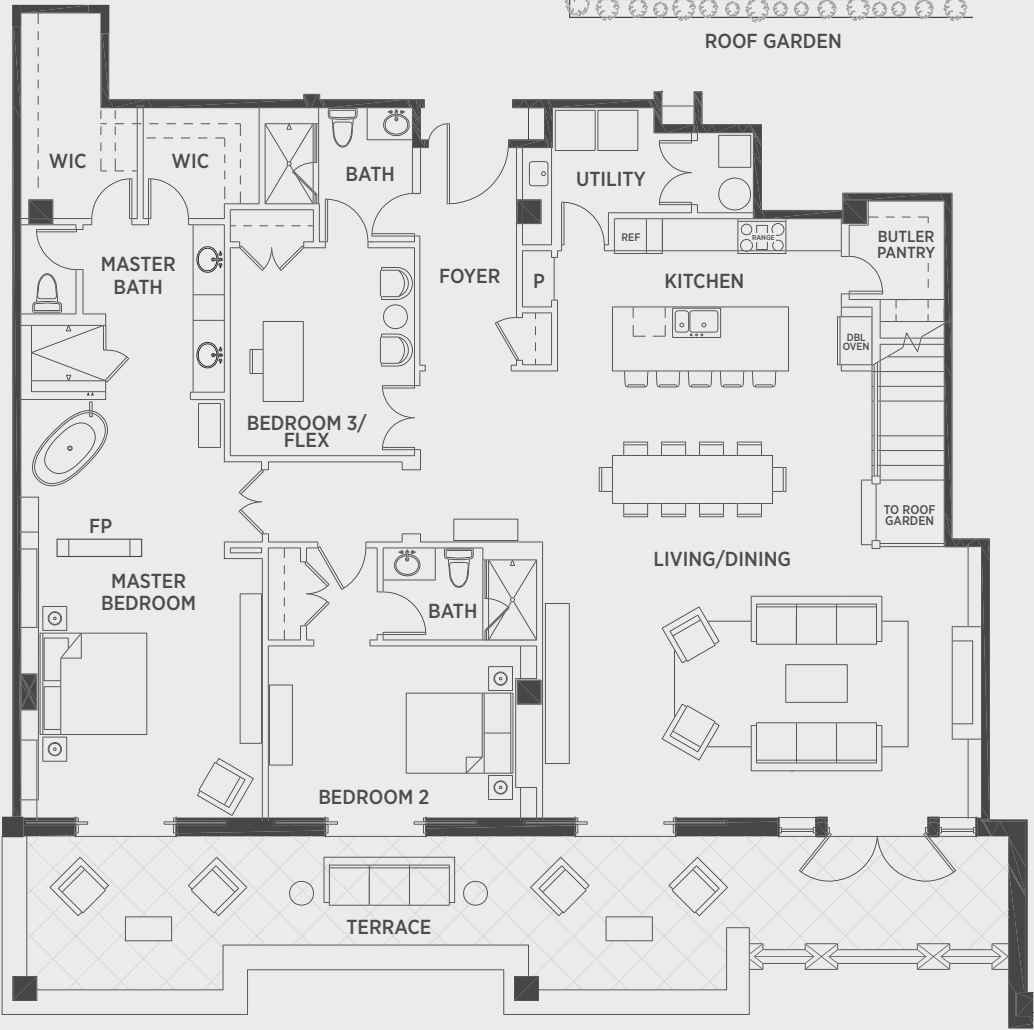 ROOF GARDEN
WIC
WIC
BATH
UTILITY
REF
RANGE
BUTLER
PANTRY
MASTER
BATH
FOYER
P
KITCHEN
DBL
OVEN
BEDROOM 3/
FLEX
TO ROOF
GARDEN
FP
LIVING/DINING
MASTER
BEDROOM
BATH
BEDROOM 2
TERRACE